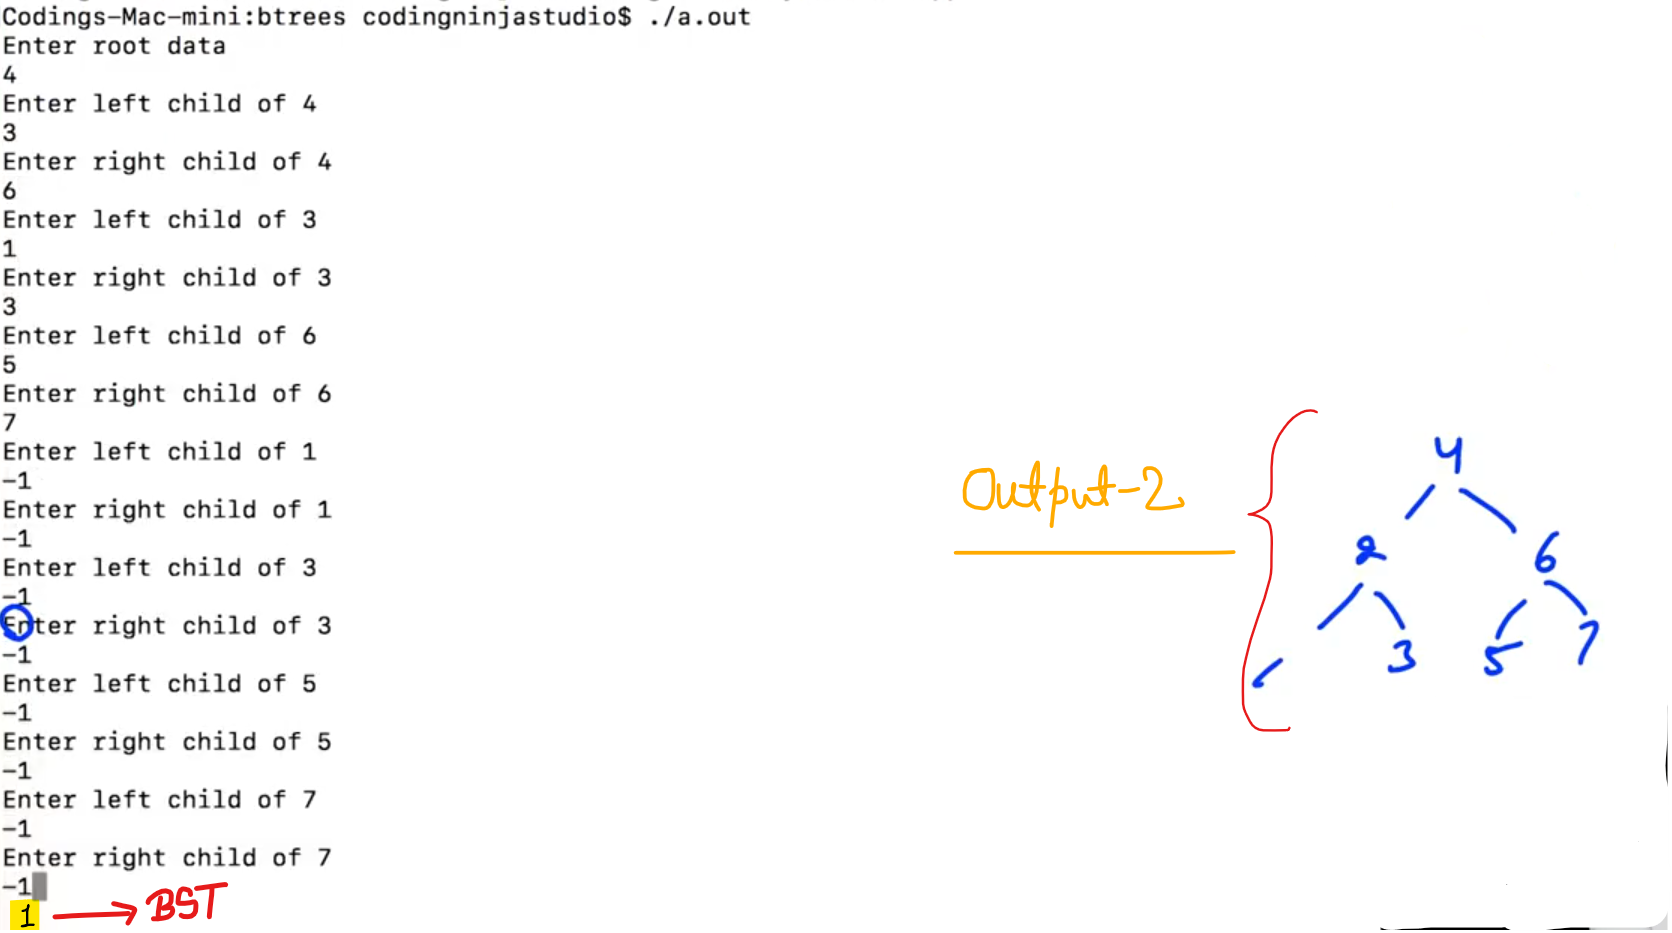 Codings-Mac-mini:btrees codingninjastudio$ ./a.out
Enter root data
4
Enter left child of 4
3
Enter right child of 4
6
Enter left child of 3
1
Enter right child of 3
3
Enter left child of 6
5
Enter right child of 6
7
Enter left child of 1
-1
Enter right child of 1
-1
Enter left child of 3
-1
Enter right child of 3
-1
Enter left child of 5
-1
Enter right child of 5
-1
Enter left child of 7
-1
Enter right child of 7
-1
1 → BST
Output-2
4
2 6
3 5 7